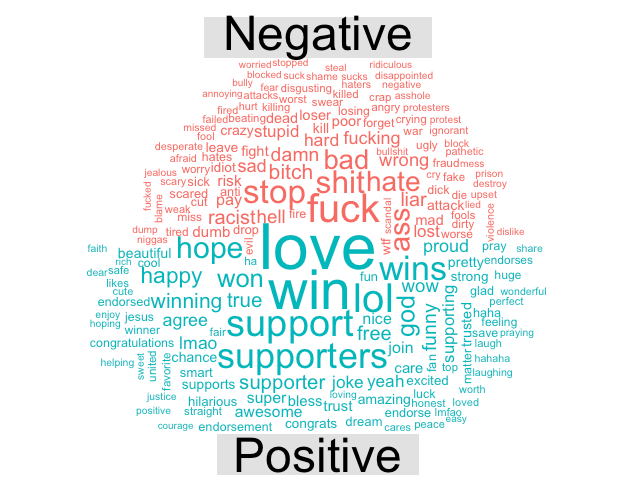 Negative
worried stopped steal ridiculous
blocked suck shame sucks disappointed
bully fear disgusting haters negative
annoying attacks worst swear killed crap asshole
fired hurt killing losing angry protesters
failed beating dead loser poor forget crying protest
missed crazy stupid kill hard fucking war ignorant
fool
desperate leave fight damn bad bullshit wrong ugly block
afraid hates fraud mess pathetic
jealous worry idiot sad bitch shit hate cry fake prison
scary sick risk stop liar dick die destroy
fucked blame scared anti fuck attack lied upset
weak cut pay ass scandal fools violence
miss racist hell fire mad dirty
dump tired dumb drop wtf lost worse dislike
niggas evil
love
faith beautiful hope proud pray share
rich cool ha pretty endorses
dear safe happy won win fun wins strong huge
likes lol wow
cute glad wonderful
endorsed winning true god supporting perfect
enjoy jesus support nice funny haha
hoping winner agree fair free trusted feeling
save praying
congratulations lmao supporters join fan laugh
sweet united chance care top matter hahaha
helping favorite smart laughing
supports supporter joke yeah excited
justice hilarious super bless loving amazing luck worth
positive straight awesome trust honest loved
endorse lmfao
courage endorsement congrats dream cares peace easy
Positive